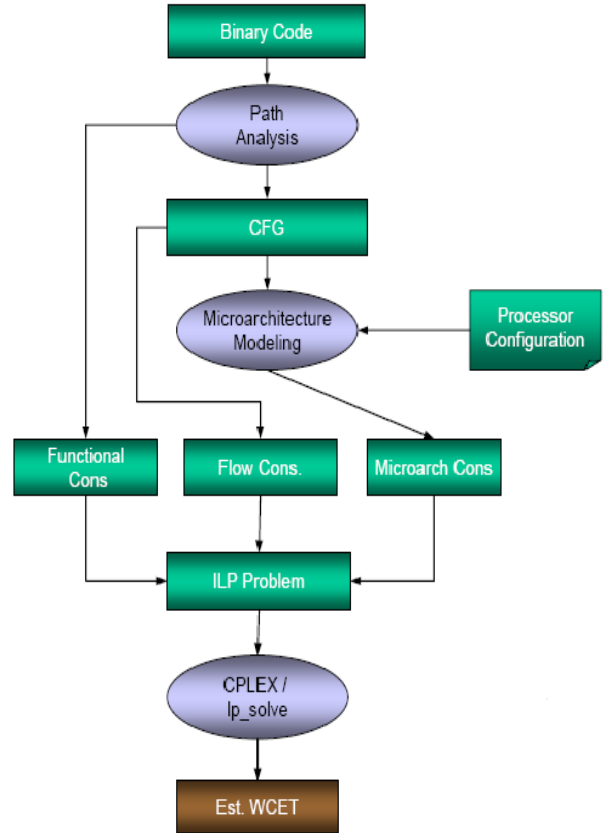 Binary Code
Path
Analysis
CFG
Microarchitecture
Modeling
Processor
Configuration
Functional
Cons
Flow Cons.
Microarch Cons
ILP Problem
CPLEX /
lp_solve
Est. WCET